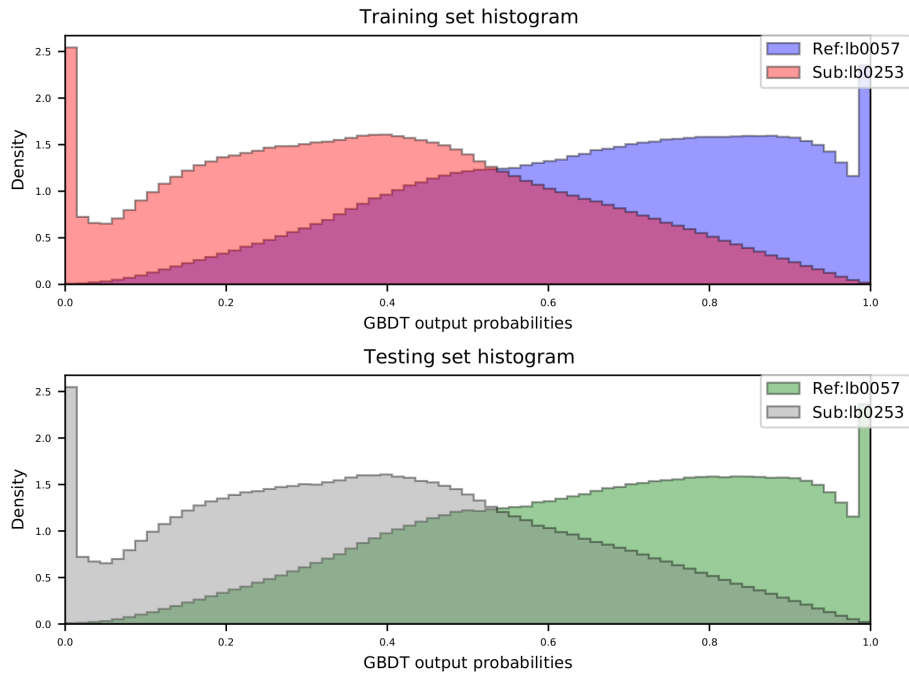 Training set histogram
Ref:lb0057
Sub:lb0253
Density
2.5
2.0
1.5
1.0
0.5
0.0
0.0 0.2 0.4 0.6 0.8 1.0
GBDT output probabilities
Testing set histogram
Ref:lb0057
Sub:lb0253
Density
2.5
2.0
1.5
1.0
0.5
0.0
0.0 0.2 0.4 0.6 0.8 1.0
GBDT output probabilities